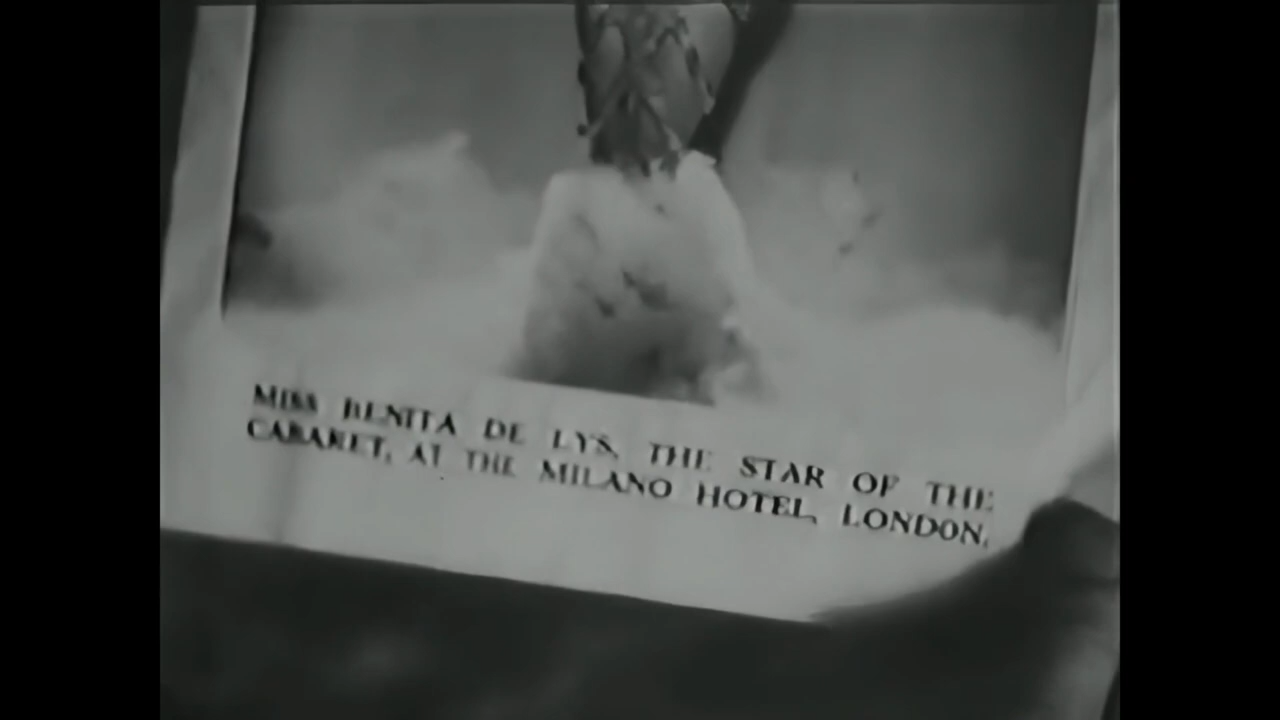 MISS BENITA DE LYS, THE STAR OF THE
CABARET, AT THE MILANO HOTEL, LONDON.